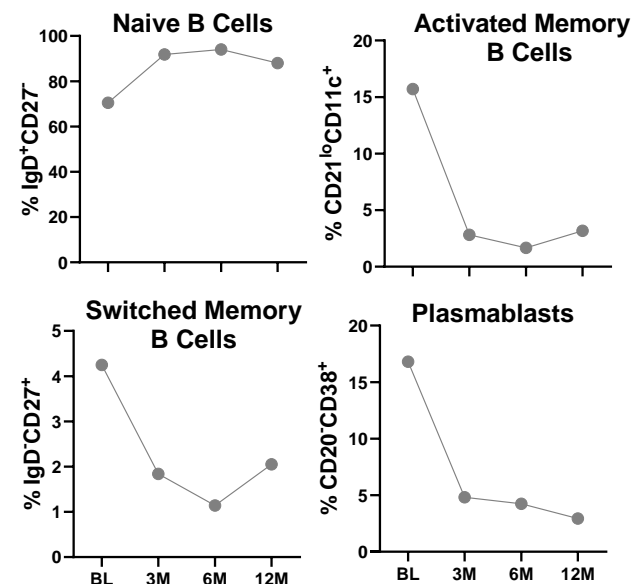 Naive B Cells
% IgD⁺CD27⁻
100
80
60
40
20
0
Activated Memory
B Cells
% CD21ˡᵒCD11c⁺
20
15
10
5
0
Switched Memory
B Cells
% IgD⁻CD27⁺
5
4
3
2
1
0
BL 3M 6M 12M
Plasmablasts
% CD20⁻CD38⁺
20
15
10
5
0
BL 3M 6M 12M